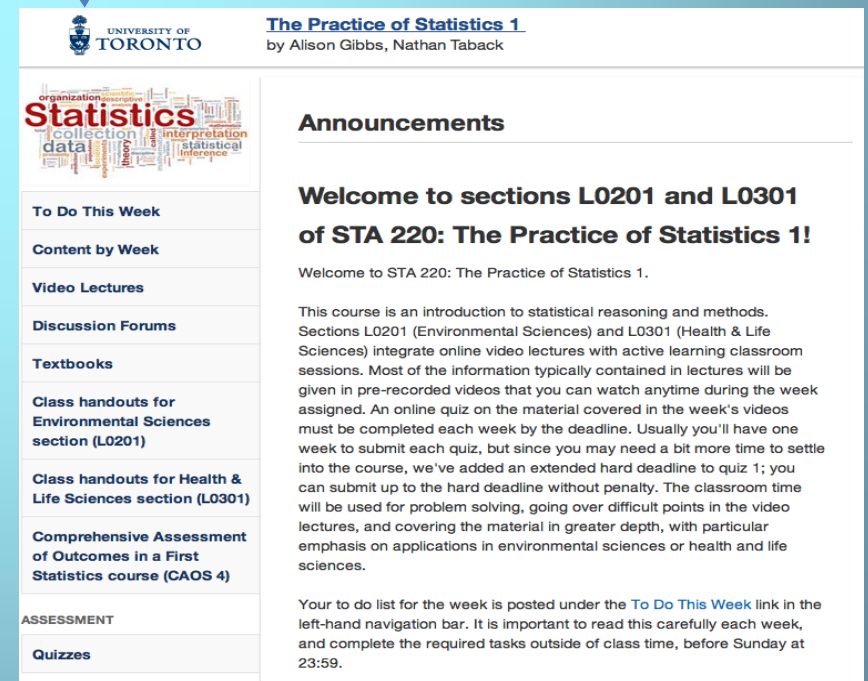 UNIVERSITY OF
TORONTO
The Practice of Statistics 1
by Alison Gibbs, Nathan Taback
organization descriptive
Statistics
collection interpretation
data theory statistical
inference
To Do This Week
Content by Week
Video Lectures
Discussion Forums
Textbooks
Class handouts for
Environmental Sciences
section (L0201)
Class handouts for Health &
Life Sciences section (L0301)
Comprehensive Assessment
of Outcomes in a First
Statistics course (CAOS 4)
ASSESSMENT
Quizzes
Announcements
Welcome to sections L0201 and L0301
of STA 220: The Practice of Statistics 1!
Welcome to STA 220: The Practice of Statistics 1.
This course is an introduction to statistical reasoning and methods.
Sections L0201 (Environmental Sciences) and L0301 (Health & Life
Sciences) integrate online video lectures with active learning classroom
sessions. Most of the information typically contained in lectures will be
given in pre-recorded videos that you can watch anytime during the week
assigned. An online quiz on the material covered in the week's videos
must be completed each week by the deadline. Usually you'll have one
week to submit each quiz, but since you may need a bit more time to settle
into the course, we've added an extended hard deadline to quiz 1; you
can submit up to the hard deadline without penalty. The classroom time
will be used for problem solving, going over difficult points in the video
lectures, and covering the material in greater depth, with particular
emphasis on applications in environmental sciences or health and life
sciences.
Your to do list for the week is posted under the To Do This Week link in the
left-hand navigation bar. It is important to read this carefully each week,
and complete the required tasks outside of class time, before Sunday at
23:59.